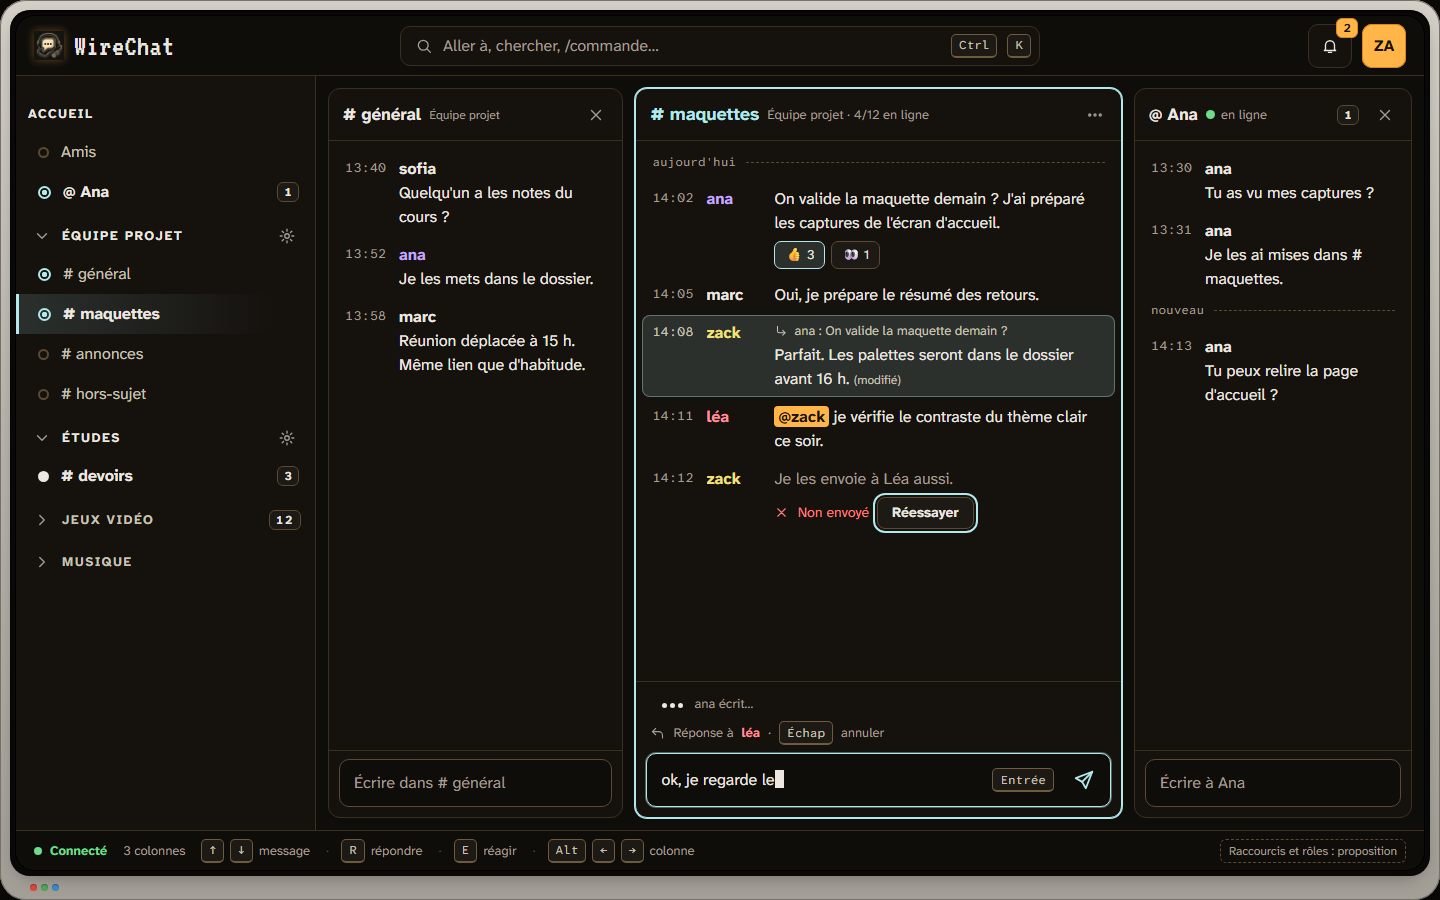 WireChat
Aller à, chercher, /commande...
Ctrl K
2
ZA
ACCUEIL
Amis
@ Ana 1
ÉQUIPE PROJET
# général
# maquettes
# annonces
# hors-sujet
ÉTUDES
# devoirs 3
JEUX VIDÉO 12
MUSIQUE
# général Équipe projet
13:40 sofia
Quelqu'un a les notes du
cours ?
13:52 ana
Je les mets dans le dossier.
13:58 marc
Réunion déplacée à 15 h.
Même lien que d'habitude.
Écrire dans # général
# maquettes Équipe projet · 4/12 en ligne
aujourd'hui
14:02 ana On valide la maquette demain ? J'ai préparé
les captures de l'écran d'accueil.
👍 3 👀 1
14:05 marc Oui, je prépare le résumé des retours.
14:08 zack ana : On valide la maquette demain ?
Parfait. Les palettes seront dans le dossier
avant 16 h. (modifié)
14:11 léa @zack je vérifie le contraste du thème clair
ce soir.
14:12 zack Je les envoie à Léa aussi.
Non envoyé Réessayer
ana écrit...
Réponse à léa · Échap annuler
ok, je regarde le Entrée
@ Ana en ligne 1
13:30 ana
Tu as vu mes captures ?
13:31 ana
Je les ai mises dans #
maquettes.
nouveau
14:13 ana
Tu peux relire la page
d'accueil ?
Écrire à Ana
Connecté 3 colonnes ↑ ↓ message · R répondre · E réagir · Alt ← → colonne
Raccourcis et rôles : proposition